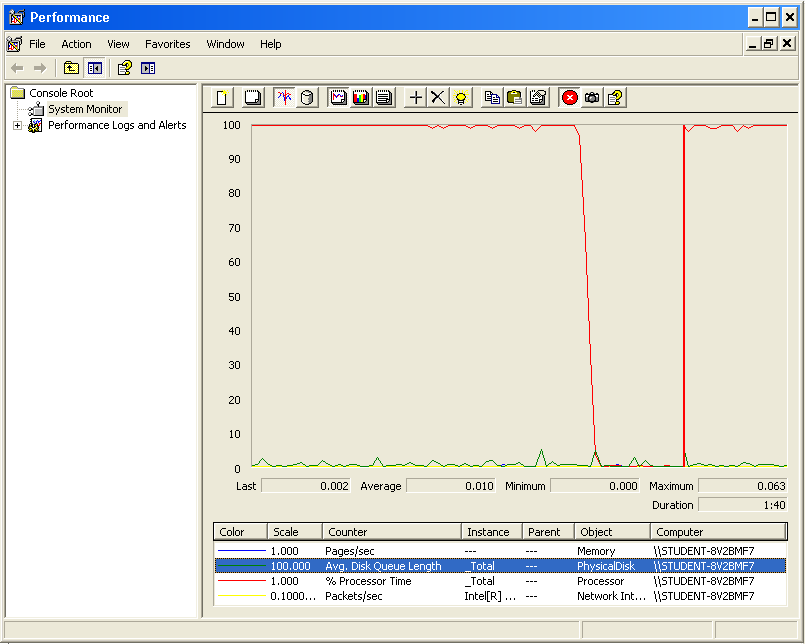 Performance
File Action View Favorites Window Help
Console Root
System Monitor
Performance Logs and Alerts
100
90
80
70
60
50
40
30
20
10
0
Last 0.002 Average 0.010 Minimum 0.000 Maximum 0.063
Duration 1:40
Color Scale Counter Instance Parent Object Computer
1.000 Pages/sec --- --- Memory \\STUDENT-8V2BMF7
100.000 Avg. Disk Queue Length _Total --- PhysicalDisk \\STUDENT-8V2BMF7
1.000 % Processor Time _Total --- Processor \\STUDENT-8V2BMF7
0.1000... Packets/sec Intel[R] ... --- Network Int... \\STUDENT-8V2BMF7